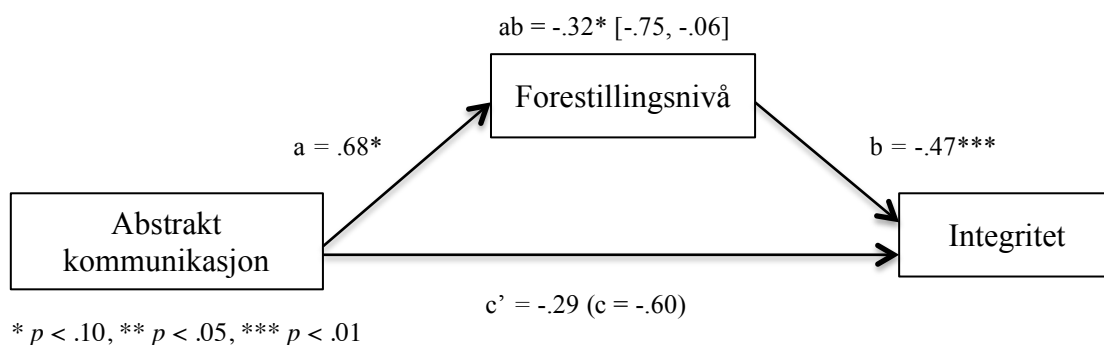 ab = -.32* [-.75, -.06]
Forestillingsnivå
a = .68*
b = -.47***
Abstrakt
kommunikasjon
Integritet
c’ = -.29 (c = -.60)
* p < .10, ** p < .05, *** p < .01